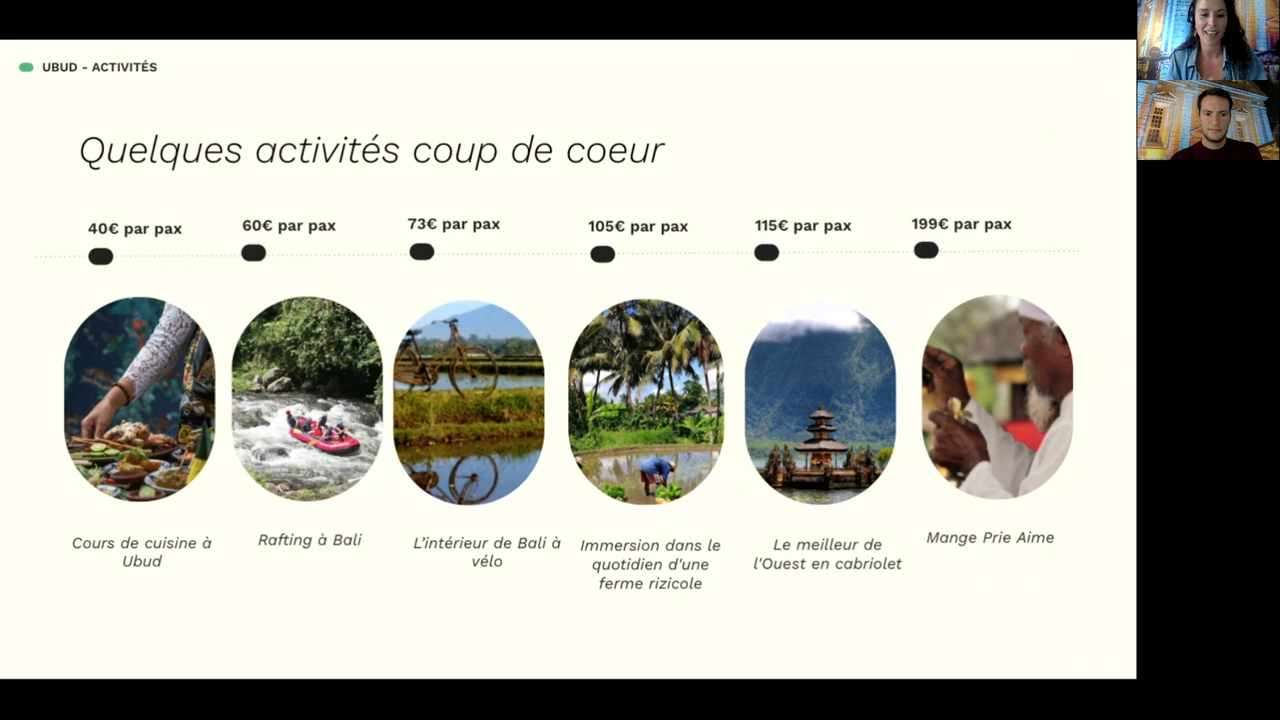 UBUD - ACTIVITÉS
Quelques activités coup de coeur
40€ par pax
60€ par pax
73€ par pax
105€ par pax
115€ par pax
199€ par pax
Cours de cuisine à
Ubud
Rafting à Bali
L’intérieur de Bali à
vélo
Immersion dans le
quotidien d'une
ferme rizicole
Le meilleur de
l'Ouest en cabriolet
Mange Prie Aime